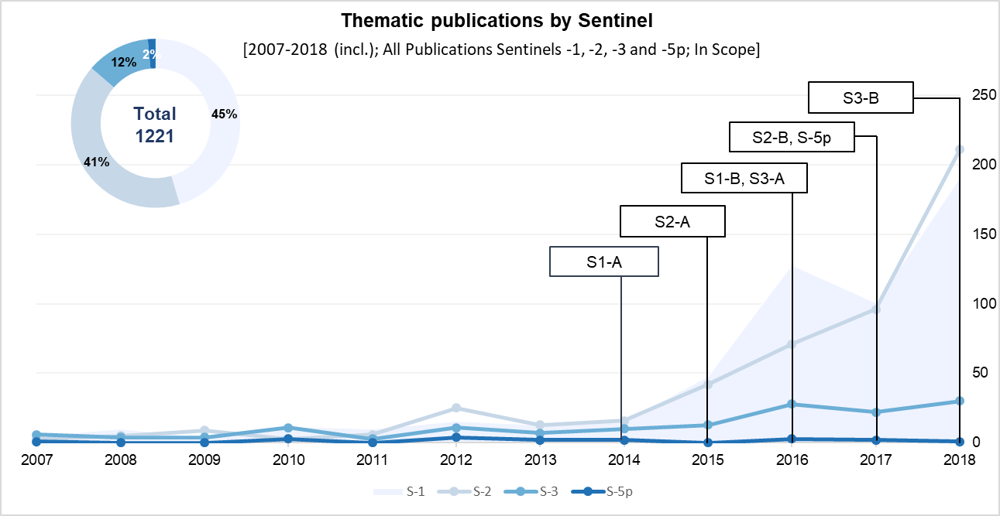 Thematic publications by Sentinel
[2007-2018 (incl.); All Publications Sentinels -1, -2, -3 and -5p; In Scope]
12%
2%
45%
41%
Total
1221
S3-B
S2-B, S-5p
S1-B, S3-A
S2-A
S1-A
250
200
150
100
50
0
2007 2008 2009 2010 2011 2012 2013 2014 2015 2016 2017 2018
S-1 S-2 S-3 S-5p